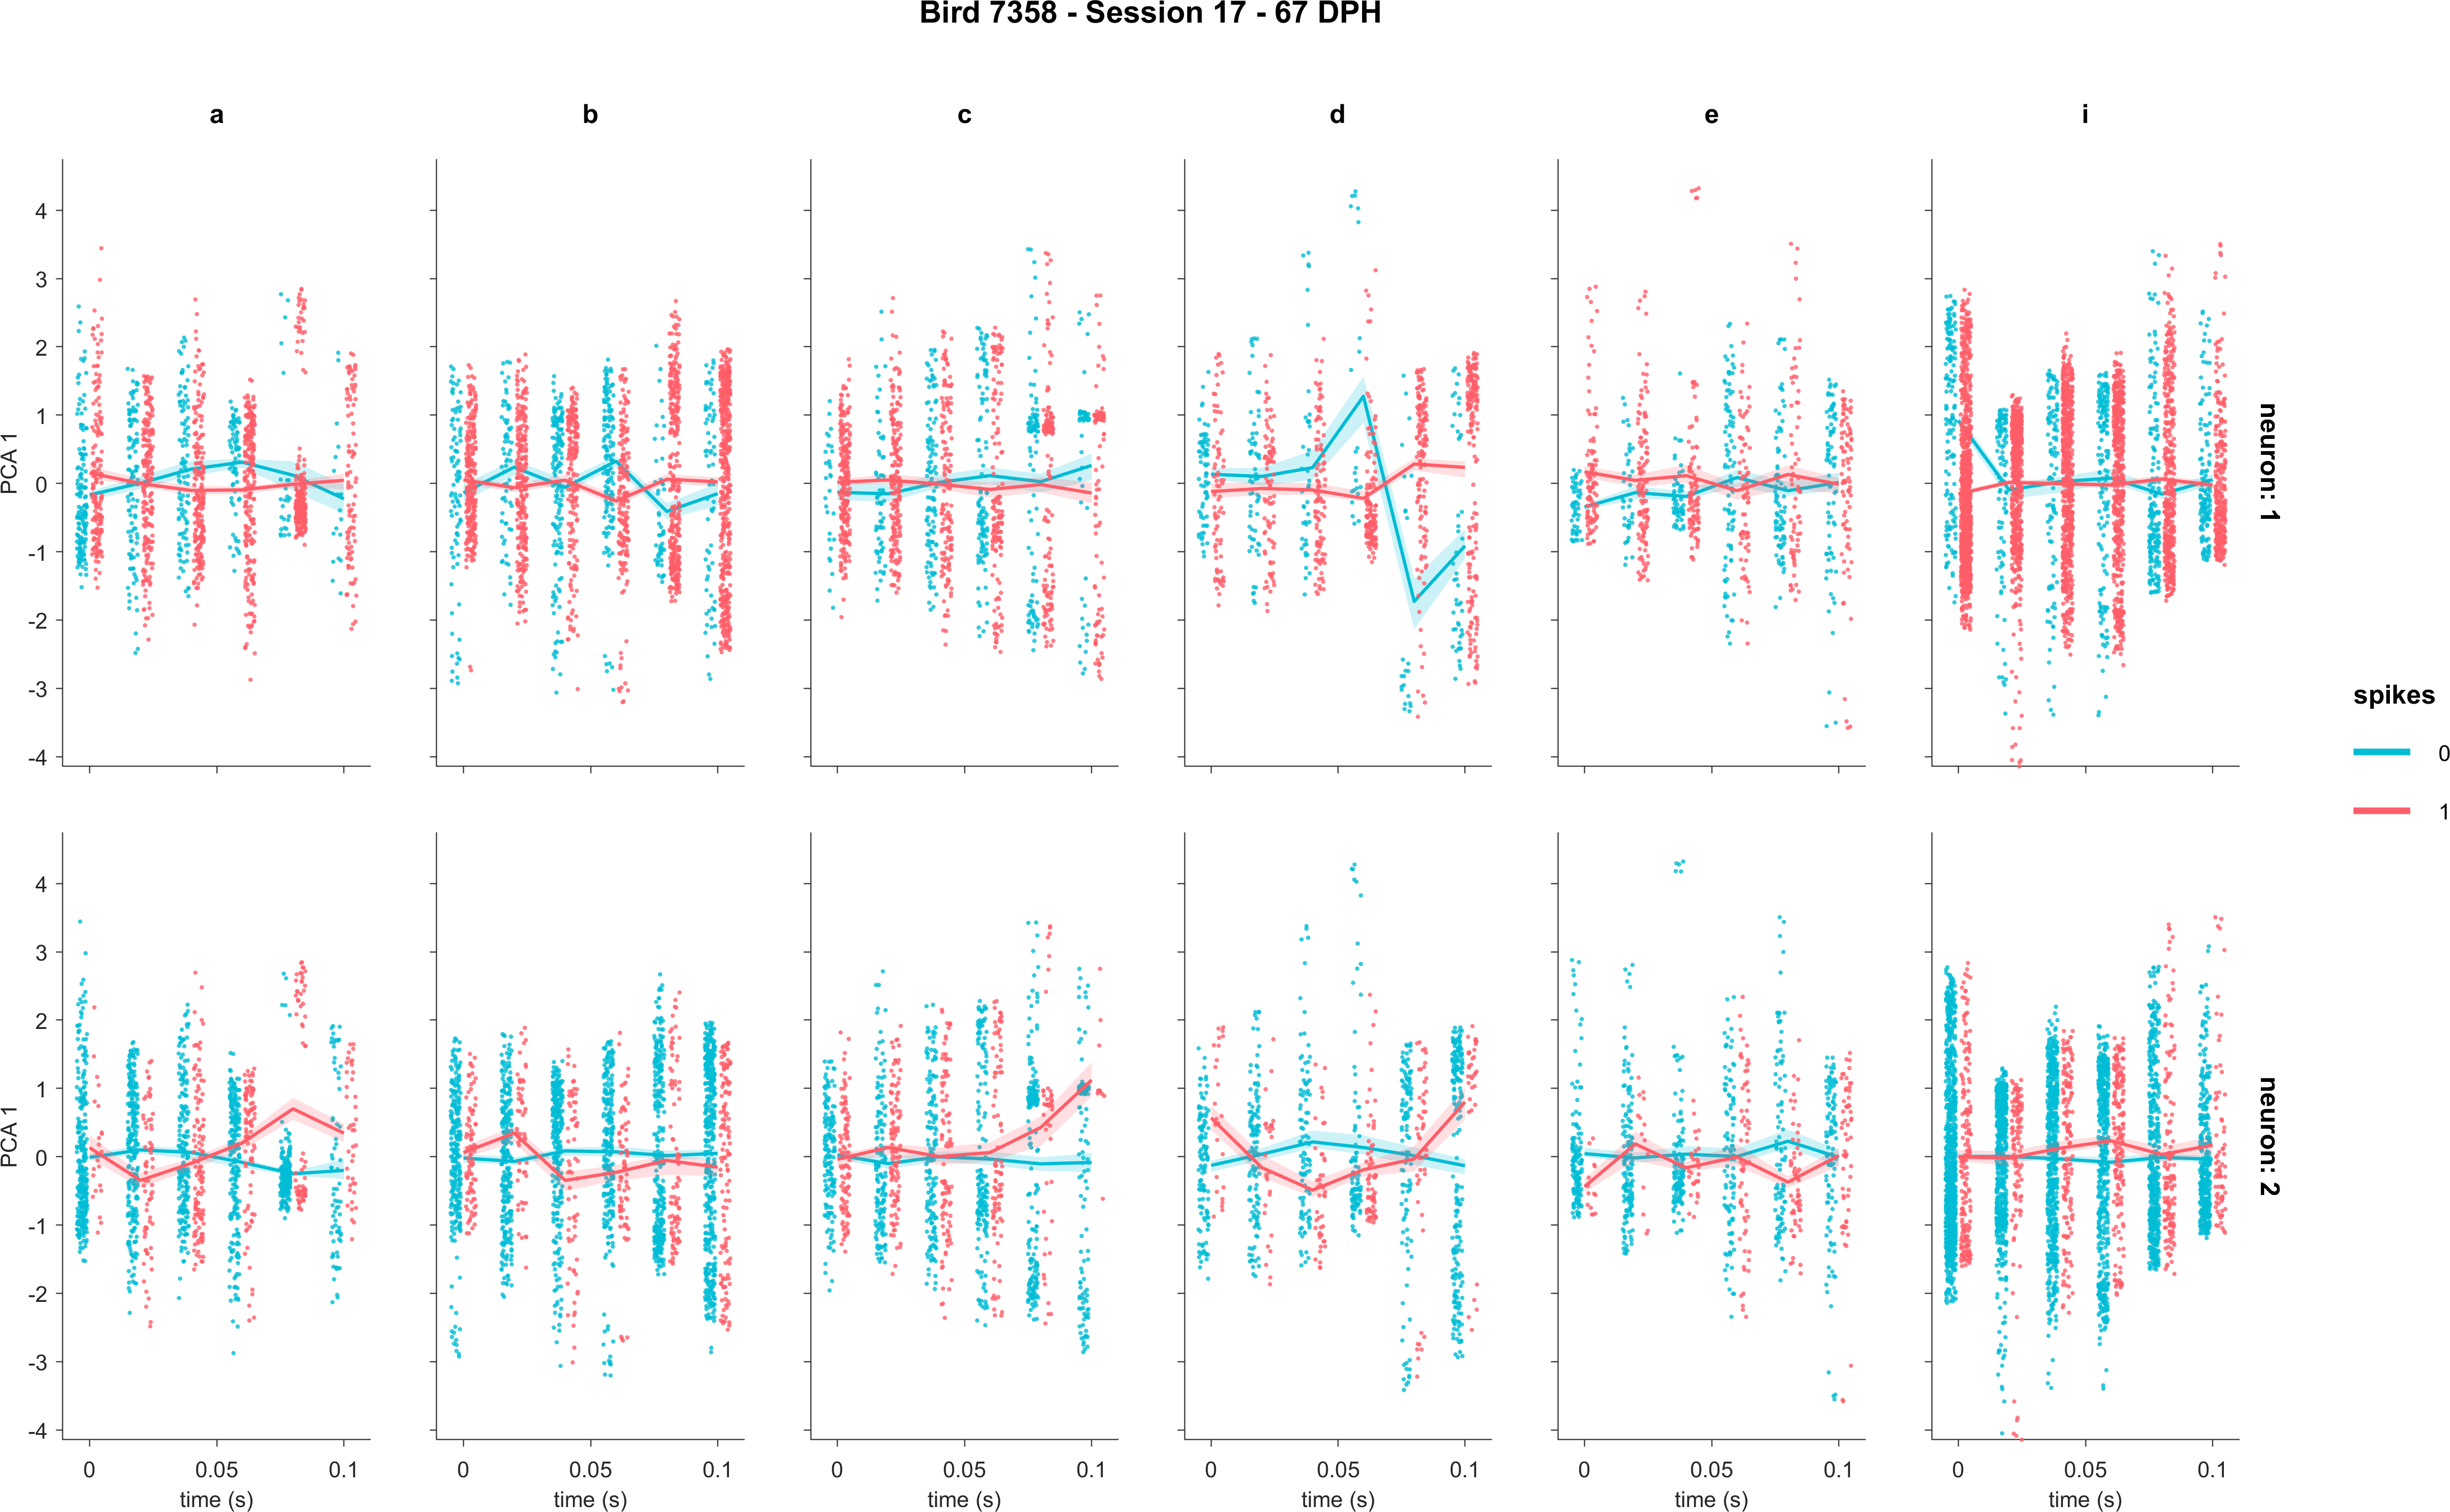 Bird 7358 - Session 17 - 67 DPH
a b c d e i
PCA 1
4
3
2
1
0
-1
-2
-3
-4
neuron: 1
spikes
0
1
PCA 1
4
3
2
1
0
-1
-2
-3
-4
neuron: 2
0 0.05 0.1 0 0.05 0.1 0 0.05 0.1 0 0.05 0.1 0 0.05 0.1 0 0.05 0.1
time (s) time (s) time (s) time (s) time (s) time (s)